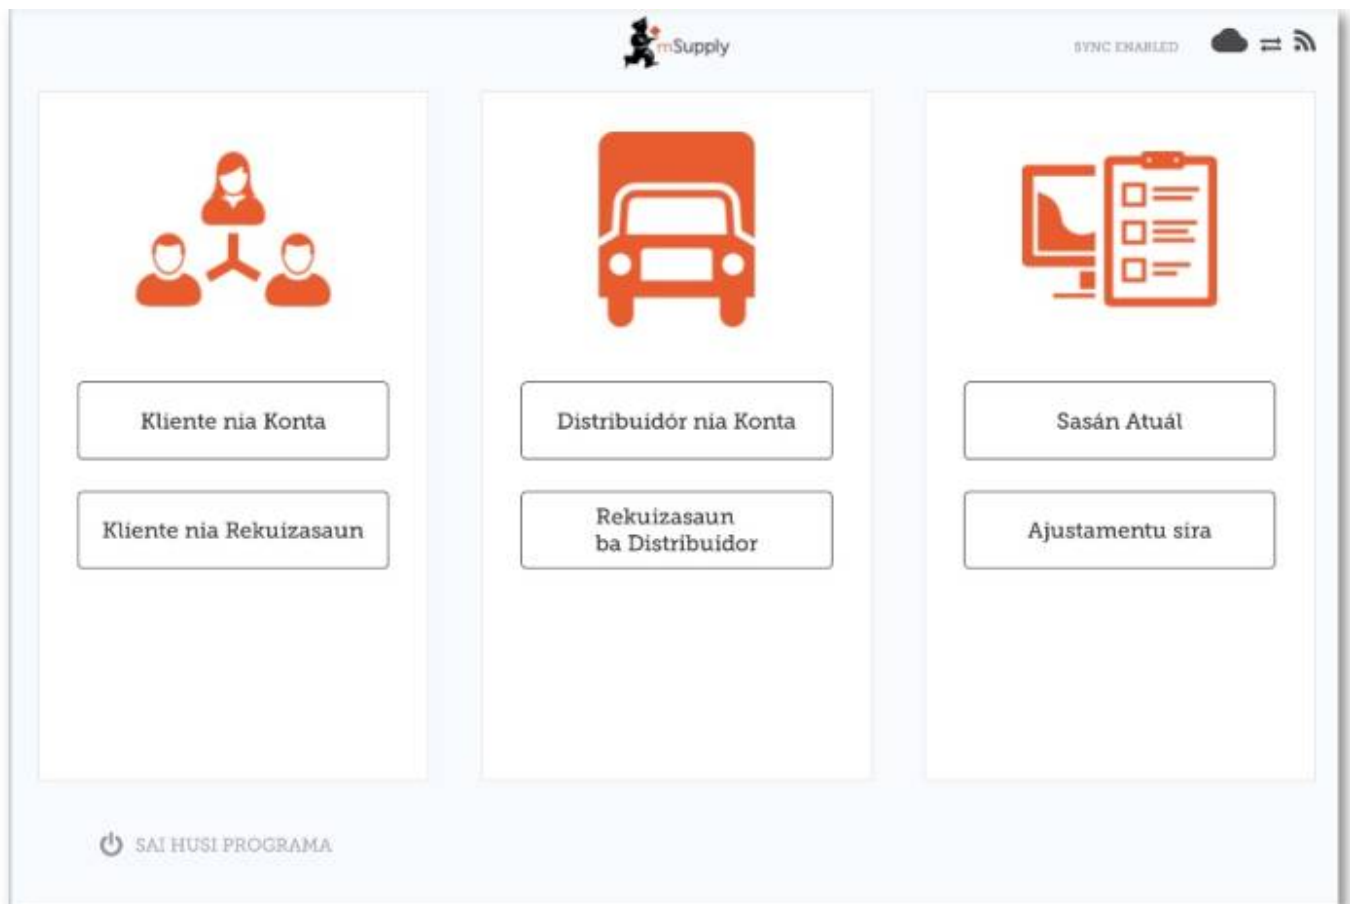 mSupply
SYNC ENABLED
Kliente nia Konta
Kliente nia Rekuizasaun
Distribuidór nia Konta
Rekuizasaun
ba Distribuidor
Sasán Atuál
Ajustamentu sira
SAI HUSI PROGRAMA